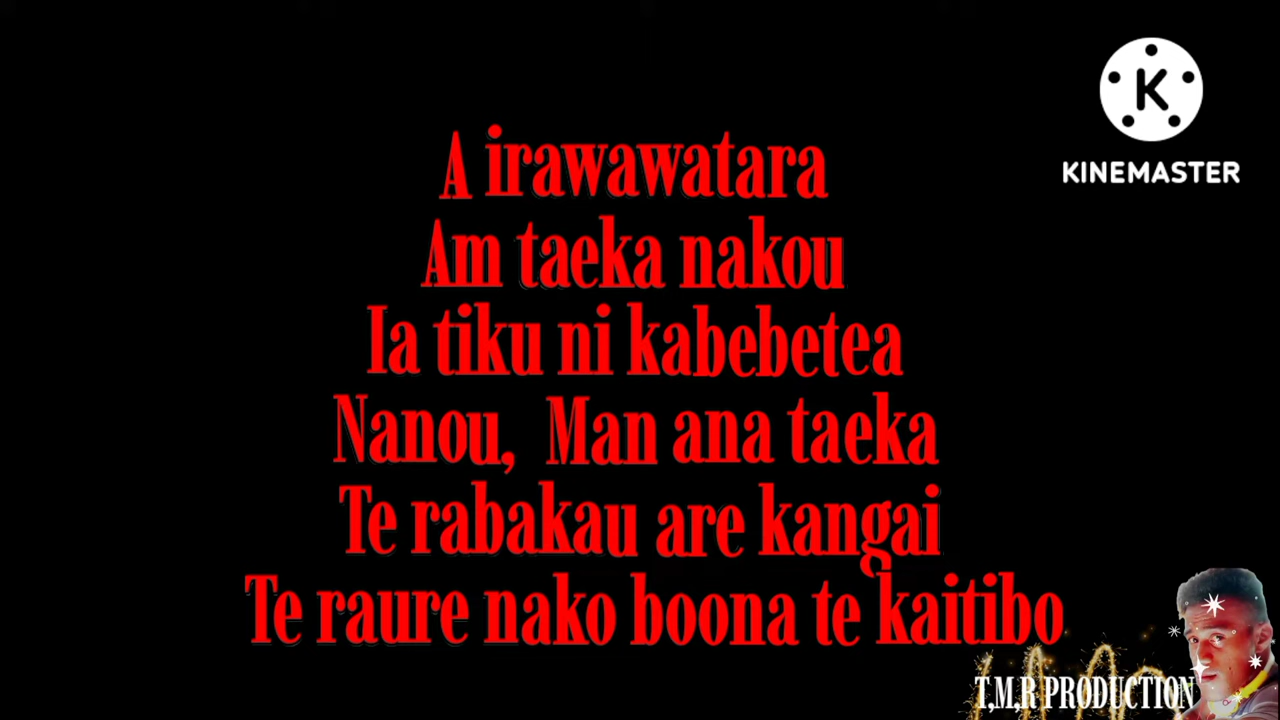 KINEMASTER
A irawawatara
Am taeka nakou
Ia tiku ni kabebetea
Nanou, Man ana taeka
Te rabakau are kangai
Te raure nako boona te kaitibo
T,M,R PRODUCTION